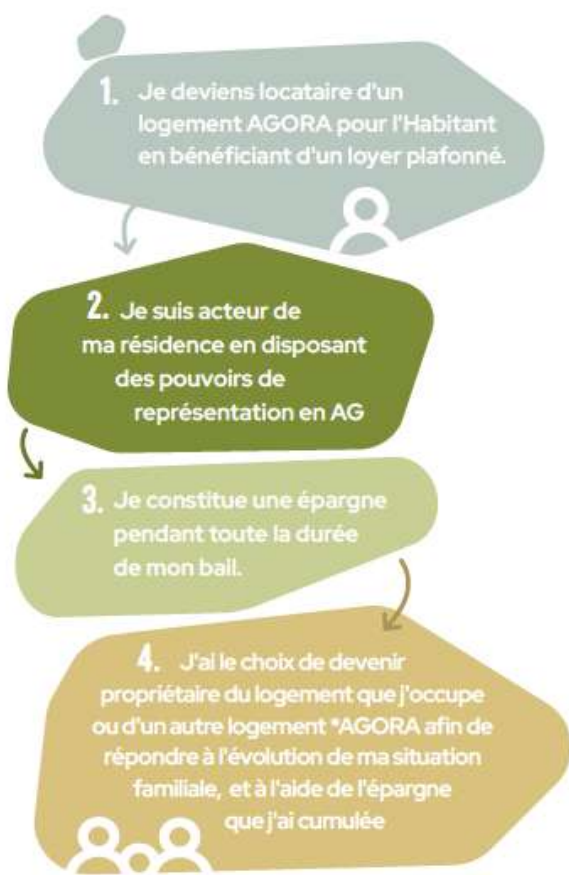 1. Je deviens locataire d'un
logement AGORA pour l'Habitant
en bénéficiant d'un loyer plafonné.
2. Je suis acteur de
ma résidence en disposant
des pouvoirs de
représentation en AG
3. Je constitue une épargne
pendant toute la durée
de mon bail.
4. J'ai le choix de devenir
propriétaire du logement que j'occupe
ou d'un autre logement *AGORA afin de
répondre à l'évolution de ma situation
familiale, et à l'aide de l'épargne
que j'ai cumulée